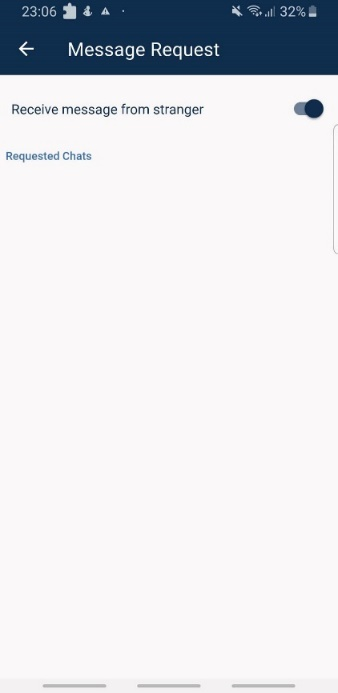 23:06 32%
Message Request
Receive message from stranger
Requested Chats